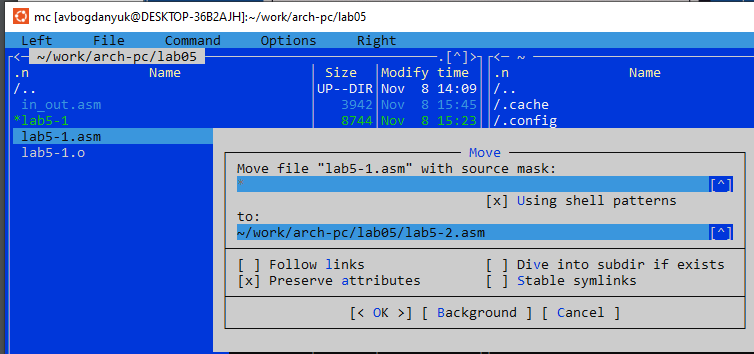 mc [avbogdanyuk@DESKTOP-36B2AJH]:~/work/arch-pc/lab05
Left File Command Options Right
<─ ~/work/arch-pc/lab05 .[^]> <─ ~
.n Name Size Modify time .n Name
/.. UP--DIR Nov 8 14:09 /..
in_out.asm 3942 Nov 8 15:45 /.cache
*lab5-1 8744 Nov 8 15:23 /.config
lab5-1.asm
lab5-1.o
Move
Move file "lab5-1.asm" with source mask:
* [^]
[x] Using shell patterns
to:
~/work/arch-pc/lab05/lab5-2.asm [^]
[ ] Follow links [ ] Dive into subdir if exists
[x] Preserve attributes [ ] Stable symlinks
[< OK >] [ Background ] [ Cancel ]